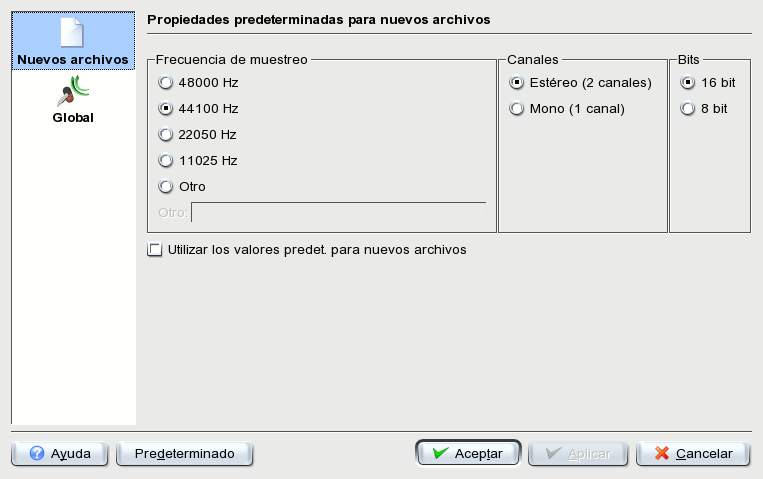 Nuevos archivos
Global
Propiedades predeterminadas para nuevos archivos
Frecuencia de muestreo
48000 Hz
44100 Hz
22050 Hz
11025 Hz
Otro
Otro:
Canales
Estéreo (2 canales)
Mono (1 canal)
Bits
16 bit
8 bit
Utilizar los valores predet. para nuevos archivos
Ayuda
Predeterminado
Aceptar
Aplicar
Cancelar